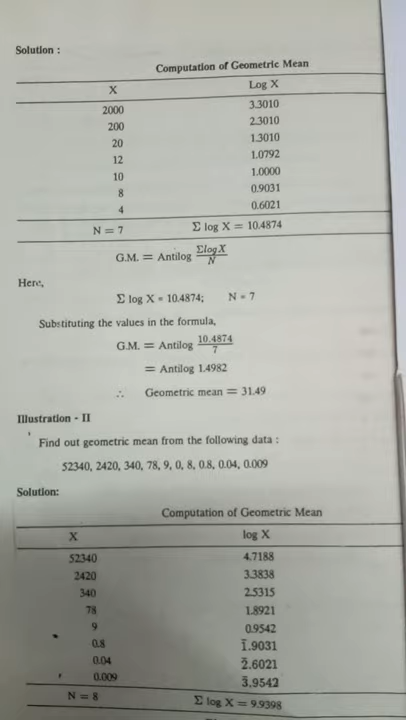 Solution :
Computation of Geometric Mean
X Log X
2000 3.3010
200 2.3010
20 1.3010
12 1.0792
10 1.0000
8 0.9031
4 0.6021
N = 7 Σ log X = 10.4874
G.M. = Antilog ΣlogX/N
Here,
Σ log X = 10.4874; N = 7
Substituting the values in the formula,
G.M. = Antilog 10.4874/7
= Antilog 1.4982
∴ Geometric mean = 31.49
Illustration - II
Find out geometric mean from the following data :
52340, 2420, 340, 78, 9, 0, 8, 0.8, 0.04, 0.009
Solution:
Computation of Geometric Mean
X log X
52340 4.7188
2420 3.3838
340 2.5315
78 1.8921
9 0.9542
0.8 1̄.9031
0.04 2̄.6021
0.009 3̄.9542
N = 8 Σ log X = 9.9398